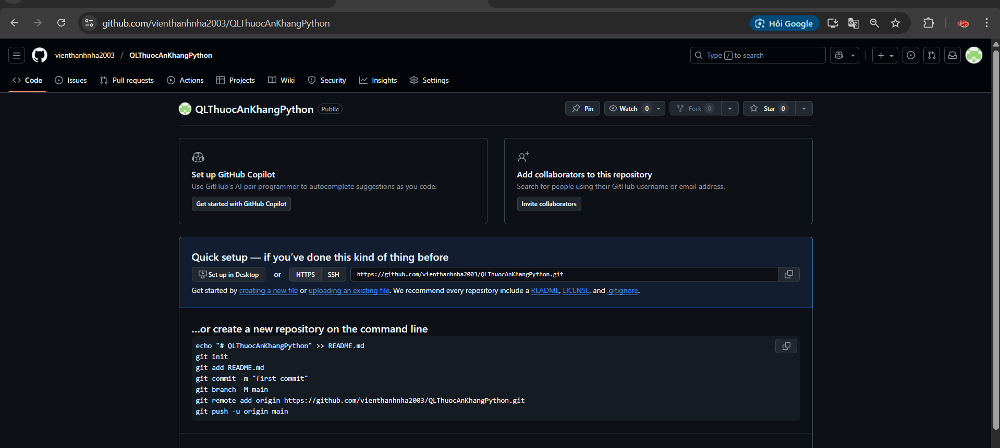 github.com/vienthanhnha2003/QLThuocAnKhangPython
Hỏi Google
vienthanhnha2003 / QLThuocAnKhangPython
Type / to search
Code Issues Pull requests Actions Projects Wiki Security Insights Settings
QLThuocAnKhangPython Public
Pin Watch 0 Fork 0 Star 0
Set up GitHub Copilot
Use GitHub's AI pair programmer to autocomplete suggestions as you code.
Get started with GitHub Copilot
Add collaborators to this repository
Search for people using their GitHub username or email address.
Invite collaborators
Quick setup — if you've done this kind of thing before
Set up in Desktop or HTTPS SSH https://github.com/vienthanhnha2003/QLThuocAnKhangPython.git
Get started by creating a new file or uploading an existing file. We recommend every repository include a README, LICENSE, and .gitignore.
...or create a new repository on the command line
echo "# QLThuocAnKhangPython" >> README.md
git init
git add README.md
git commit -m "first commit"
git branch -M main
git remote add origin https://github.com/vienthanhnha2003/QLThuocAnKhangPython.git
git push -u origin main